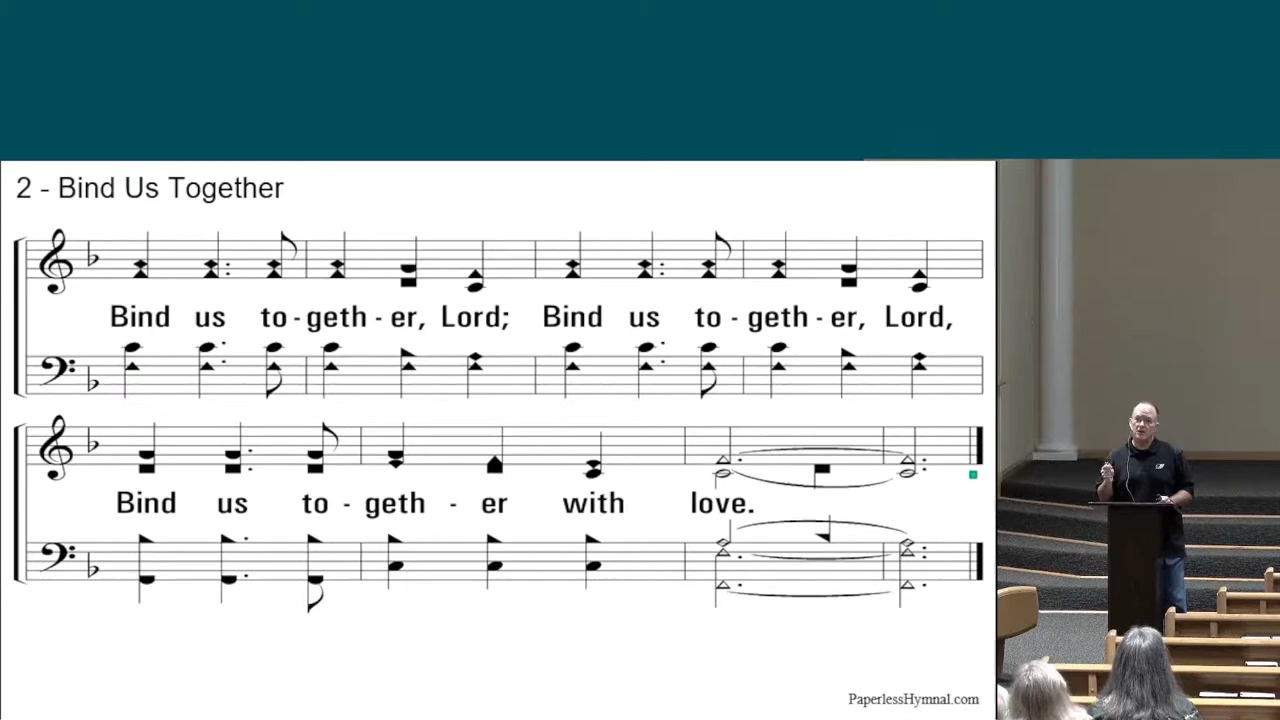 2 - Bind Us Together
Bind us to - geth - er, Lord; Bind us to - geth - er, Lord,
Bind us to - geth - er with love.
PaperlessHymnal.com